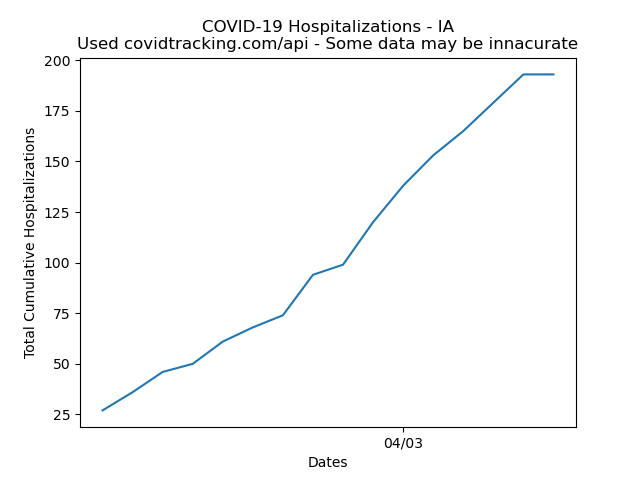 COVID-19 Hospitalizations - IA
Used covidtracking.com/api - Some data may be innacurate
200
175
150
125
100
75
50
25
Total Cumulative Hospitalizations
04/03
Dates